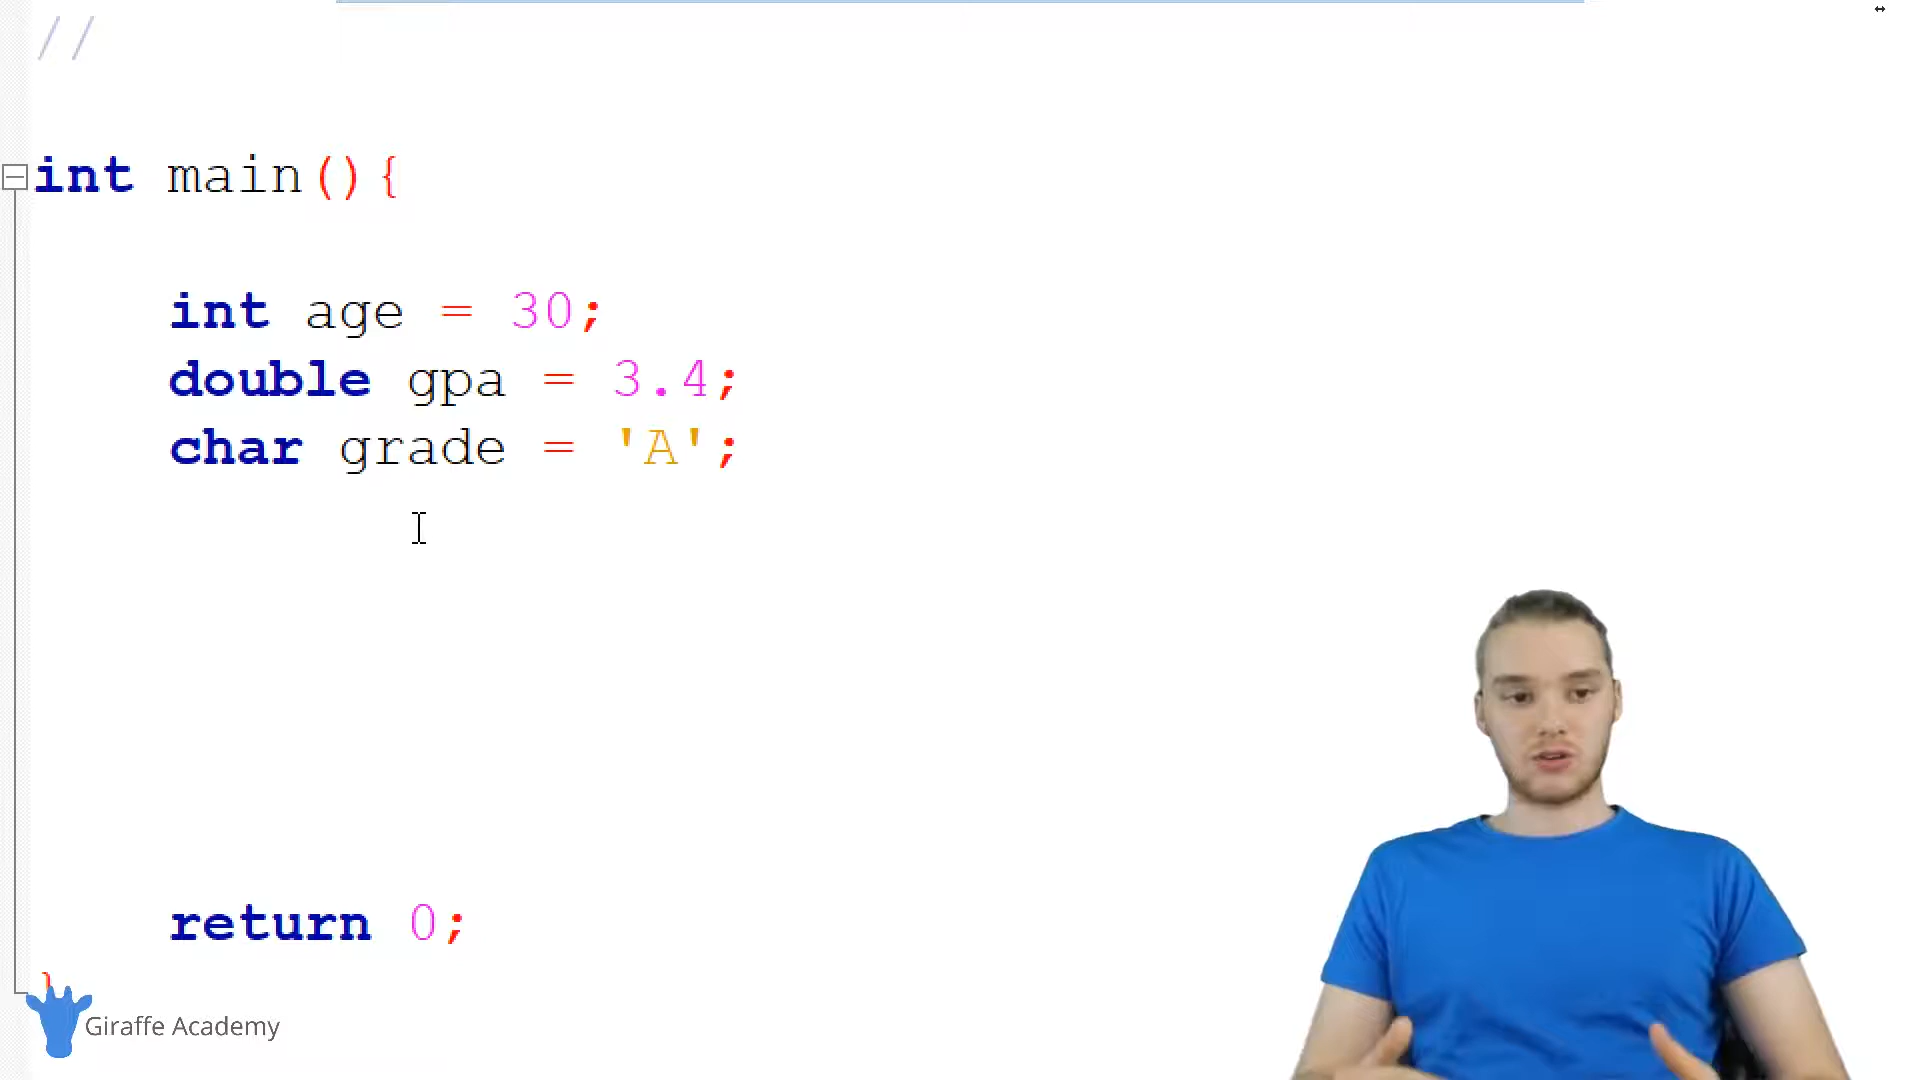 //
int main(){
int age = 30;
double gpa = 3.4;
char grade = 'A';
return 0;
}
Giraffe Academy